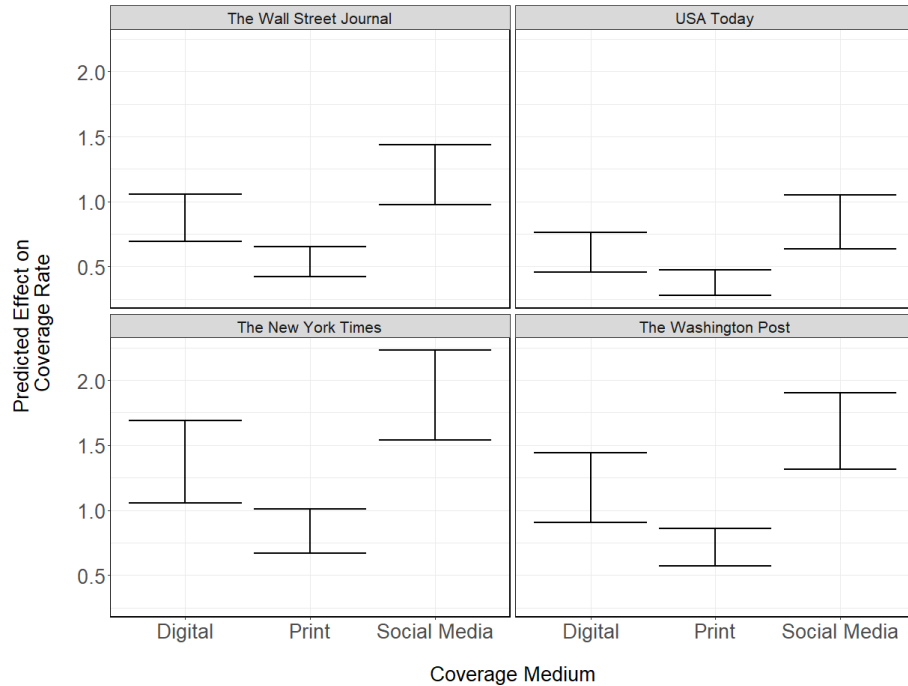 The Wall Street Journal
USA Today
2.0
1.5
1.0
0.5
The New York Times
The Washington Post
2.0
1.5
1.0
0.5
Predicted Effect on
Coverage Rate
Digital
Print
Social Media
Digital
Print
Social Media
Coverage Medium